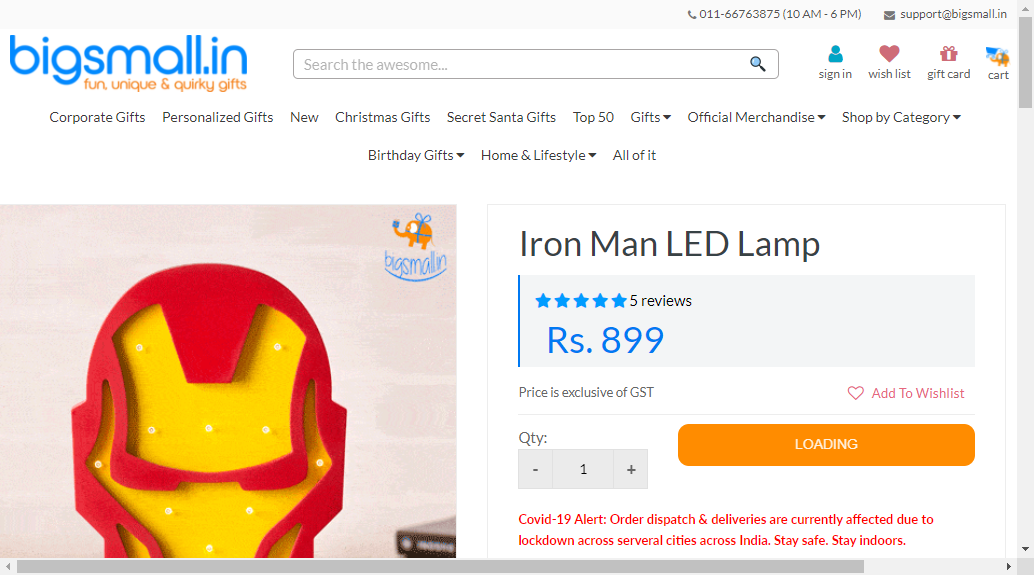 011-66763875 (10 AM - 6 PM) support@bigsmall.in
bigsmall.in
fun, unique & quirky gifts
Search the awesome...
sign in wish list gift card cart
Corporate Gifts Personalized Gifts New Christmas Gifts Secret Santa Gifts Top 50 Gifts Official Merchandise Shop by Category
Birthday Gifts Home & Lifestyle All of it
bigsmall.in
Iron Man LED Lamp
5 reviews
Rs. 899
Price is exclusive of GST Add To Wishlist
Qty:
LOADING
- 1 +
Covid-19 Alert: Order dispatch & deliveries are currently affected due to
lockdown across serveral cities across India. Stay safe. Stay indoors.